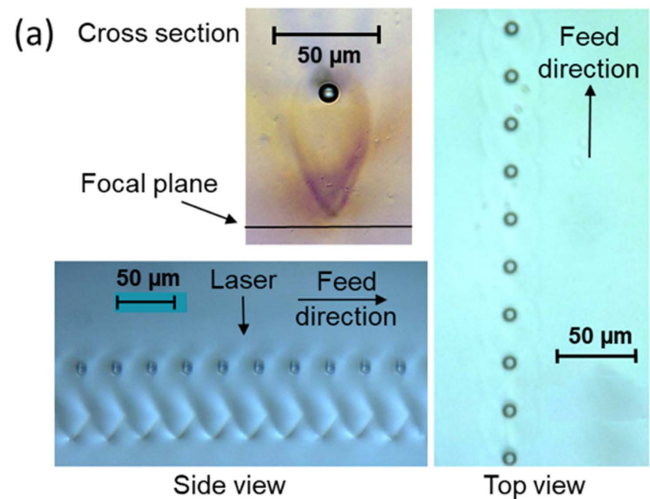 (a)
Cross section
50 µm
Focal plane
Feed
direction
50 µm
Laser
Feed
direction
50 µm
Side view
Top view